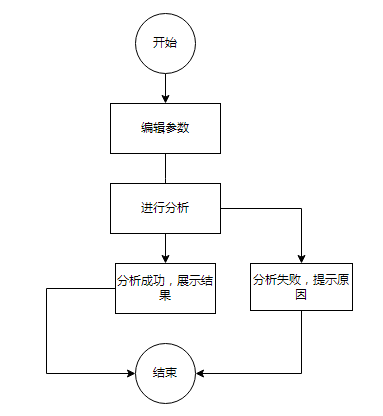 开始
编辑参数
进行分析
分析成功，展示结
果
分析失败，提示原
因
结束